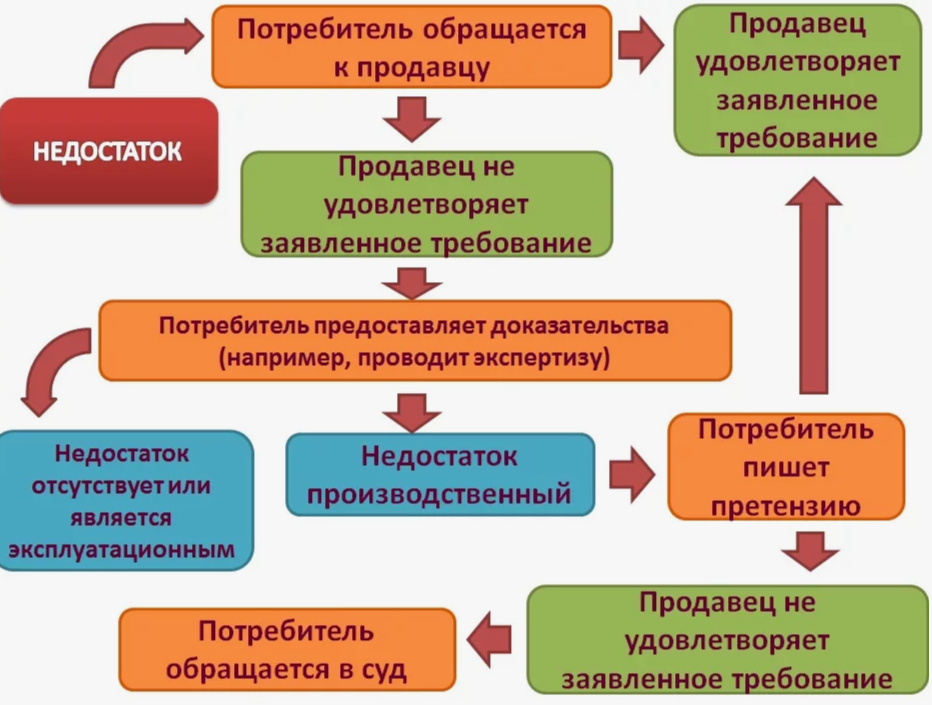 Потребитель обращается
к продавцу
Продавец
удовлетворяет
заявленное
требование
НЕДОСТАТОК
Продавец не
удовлетворяет
заявленное требование
Потребитель предоставляет доказательства
(например, проводит экспертизу)
Недостаток
отсутствует или
является
эксплуатационным
Недостаток
производственный
Потребитель
пишет
претензию
Продавец не
удовлетворяет
заявленное требование
Потребитель
обращается в суд